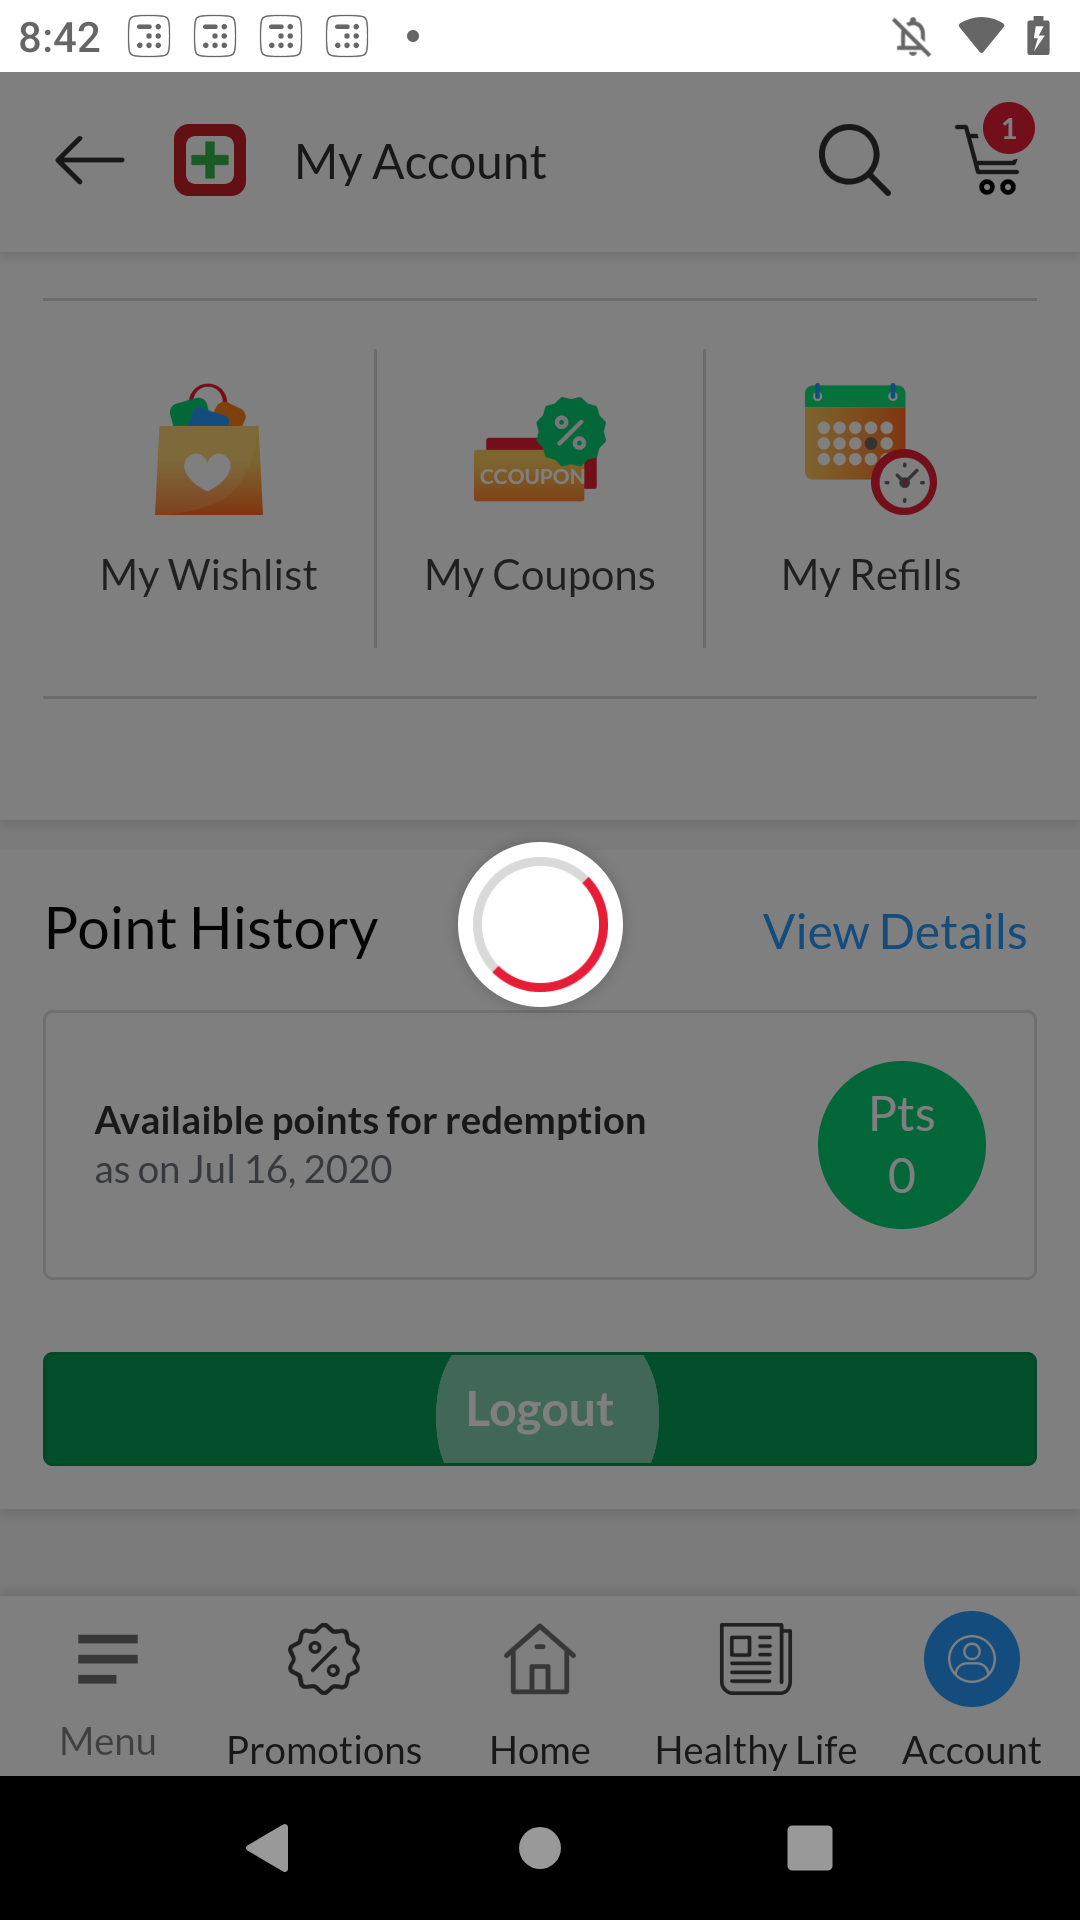 8:42
My Account
1
CCOUPON
My Wishlist
My Coupons
My Refills
Point History
View Details
Availaible points for redemption
as on Jul 16, 2020
Pts
0
Logout
Menu
Promotions
Home
Healthy Life
Account